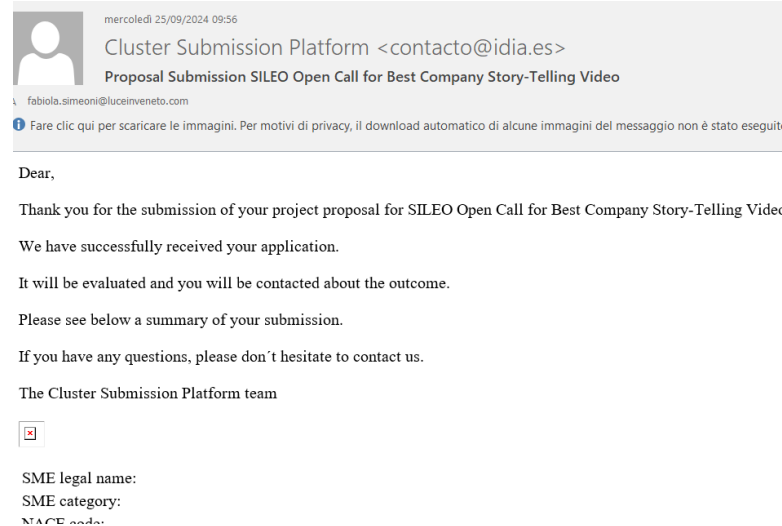 mercoledì 25/09/2024 09:56
Cluster Submission Platform <contacto@idia.es>
Proposal Submission SILEO Open Call for Best Company Story-Telling Video
fabiola.simeoni@luceinveneto.com
Fare clic qui per scaricare le immagini. Per motivi di privacy, il download automatico di alcune immagini del messaggio non è stato eseguito
Dear,
Thank you for the submission of your project proposal for SILEO Open Call for Best Company Story-Telling Video
We have successfully received your application.
It will be evaluated and you will be contacted about the outcome.
Please see below a summary of your submission.
If you have any questions, please don´t hesitate to contact us.
The Cluster Submission Platform team
SME legal name:
SME category:
NACE code: